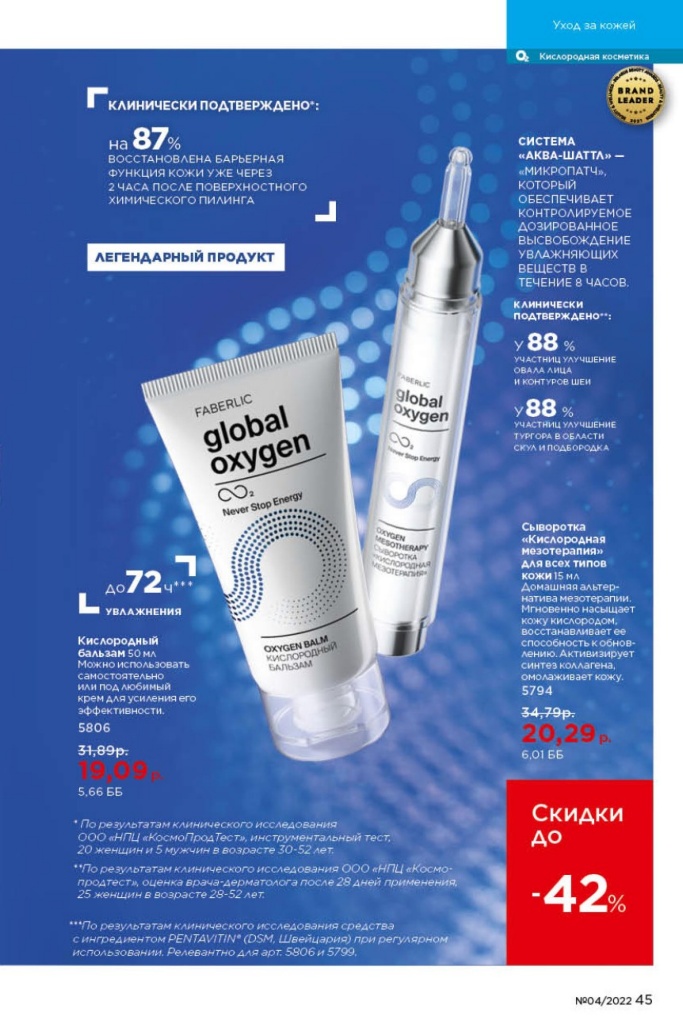 Уход за кожей
O₂ Кислородная косметика
BRAND
LEADER
КЛИНИЧЕСКИ ПОДТВЕРЖДЕНО*:
на 87%
ВОССТАНОВЛЕНА БАРЬЕРНАЯ
ФУНКЦИЯ КОЖИ УЖЕ ЧЕРЕЗ
2 ЧАСА ПОСЛЕ ПОВЕРХНОСТНОГО
ХИМИЧЕСКОГО ПИЛИНГА
ЛЕГЕНДАРНЫЙ ПРОДУКТ
СИСТЕМА
«АКВА-ШАТТЛ» —
«МИКРОПАТЧ»,
КОТОРЫЙ
ОБЕСПЕЧИВАЕТ
КОНТРОЛИРУЕМОЕ
ДОЗИРОВАННОЕ
ВЫСВОБОЖДЕНИЕ
УВЛАЖНЯЮЩИХ
ВЕЩЕСТВ В
ТЕЧЕНИЕ 8 ЧАСОВ.
КЛИНИЧЕСКИ
ПОДТВЕРЖДЕНО**:
У 88 %
УЧАСТНИЦ УЛУЧШЕНИЕ
ОВАЛА ЛИЦА
И КОНТУРОВ ШЕИ
У 88 %
УЧАСТНИЦ УЛУЧШЕНИЕ
ТУРГОРА В ОБЛАСТИ
СКУЛ И ПОДБОРОДКА
FABERLIC
global
oxygen
Never Stop Energy
OXYGEN BALM
КИСЛОРОДНЫЙ
БАЛЬЗАМ
FABERLIC
global
oxygen
Never Stop Energy
OXYGEN
MESOTHERAPY
СЫВОРОТКА
«КИСЛОРОДНАЯ
МЕЗОТЕРАПИЯ»
до 72 ч***
УВЛАЖНЕНИЯ
Кислородный
бальзам 50 мл
Можно использовать
самостоятельно
или под любимый
крем для усиления его
эффективности.
5806
31,89р.
19,09 р.
5,66 ББ
Сыворотка
«Кислородная
мезотерапия»
для всех типов
кожи 15 мл
Домашняя альтер-
натива мезотерапии.
Мгновенно насыщает
кожу кислородом,
восстанавливает ее
способность к обнов-
лению. Активизирует
синтез коллагена,
омолаживает кожу.
5794
34,79р.
20,29 р.
6,01 ББ
* По результатам клинического исследования
ООО «НПЦ «КосмоПродТест», инструментальный тест,
20 женщин и 5 мужчин в возрасте 30-52 лет.
**По результатам клинического исследования ООО «НПЦ «Космо-
продтест», оценка врача-дерматолога после 28 дней применения,
25 женщин в возрасте 28-52 лет.
***По результатам клинического исследования средства
с ингредиентом PENTAVITIN® (DSM, Швейцария) при регулярном
использовании. Релевантно для арт. 5806 и 5799.
Скидки
до
-42%
№04/2022 45